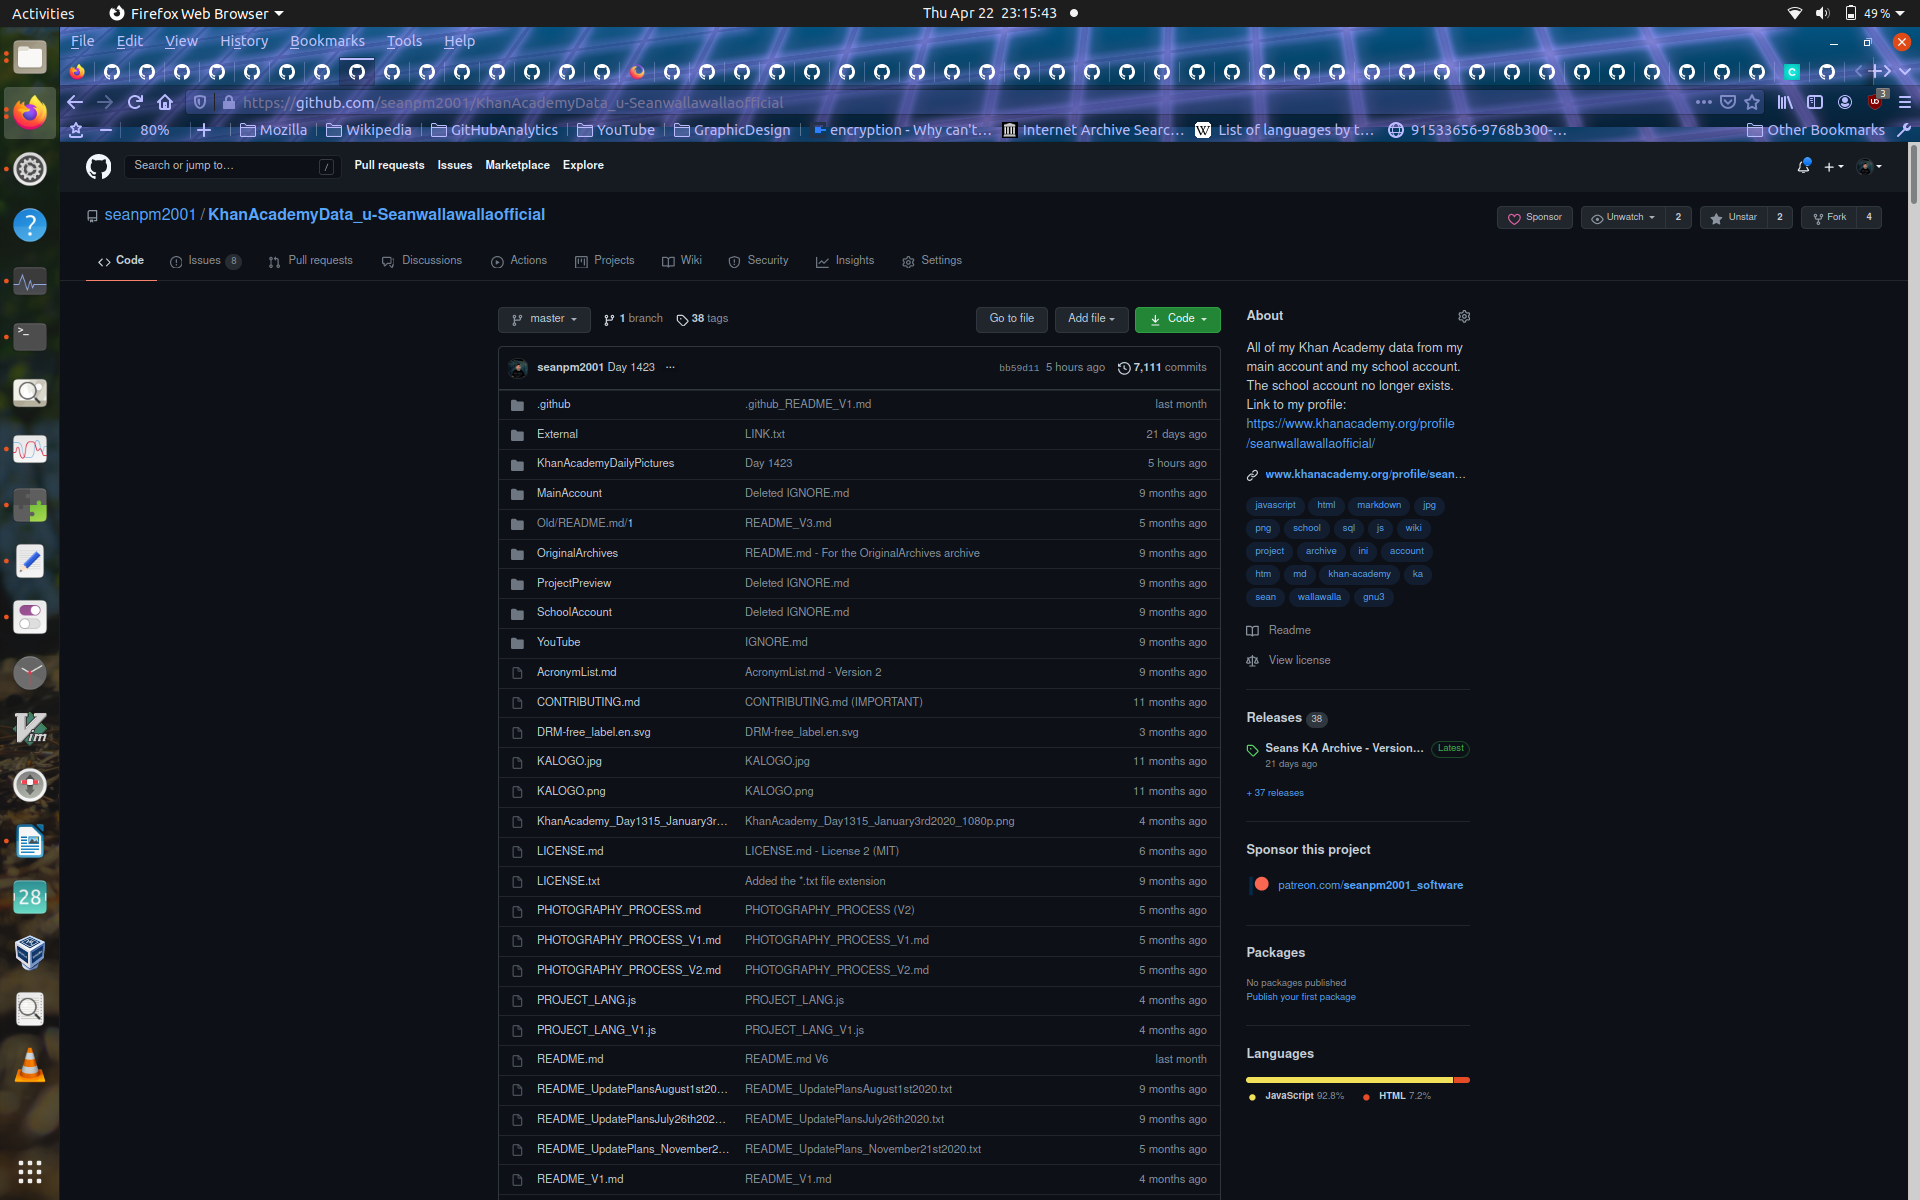 Activities Firefox Web Browser Thu Apr 22 23:15:43 49 %
File Edit View History Bookmarks Tools Help
https://github.com/seanpm2001/KhanAcademyData_u-Seanwallawallaofficial 3
80% Mozilla Wikipedia GitHubAnalytics YouTube GraphicDesign encryption - Why can't… Internet Archive Searc… List of languages by t… 91533656-9768b300-… Other Bookmarks
Search or jump to… / Pull requests Issues Marketplace Explore
seanpm2001 / KhanAcademyData_u-Seanwallawallaofficial Sponsor Unwatch 2 Unstar 2 Fork 4
Code Issues 8 Pull requests Discussions Actions Projects Wiki Security Insights Settings
master 1 branch 38 tags Go to file Add file Code
seanpm2001 Day 1423 ... bb59d11 5 hours ago 7,111 commits
.github .github_README_V1.md last month
External LINK.txt 21 days ago
KhanAcademyDailyPictures Day 1423 5 hours ago
MainAccount Deleted IGNORE.md 9 months ago
Old/README.md/1 README_V3.md 5 months ago
OriginalArchives README.md - For the OriginalArchives archive 9 months ago
ProjectPreview Deleted IGNORE.md 9 months ago
SchoolAccount Deleted IGNORE.md 9 months ago
YouTube IGNORE.md 9 months ago
AcronymList.md AcronymList.md - Version 2 9 months ago
CONTRIBUTING.md CONTRIBUTING.md (IMPORTANT) 11 months ago
DRM-free_label.en.svg DRM-free_label.en.svg 3 months ago
KALOGO.jpg KALOGO.jpg 11 months ago
KALOGO.png KALOGO.png 11 months ago
KhanAcademy_Day1315_January3r… KhanAcademy_Day1315_January3rd2020_1080p.png 4 months ago
LICENSE.md LICENSE.md - License 2 (MIT) 6 months ago
LICENSE.txt Added the *.txt file extension 9 months ago
PHOTOGRAPHY_PROCESS.md PHOTOGRAPHY_PROCESS (V2) 5 months ago
PHOTOGRAPHY_PROCESS_V1.md PHOTOGRAPHY_PROCESS_V1.md 5 months ago
PHOTOGRAPHY_PROCESS_V2.md PHOTOGRAPHY_PROCESS_V2.md 5 months ago
PROJECT_LANG.js PROJECT_LANG.js 4 months ago
PROJECT_LANG_V1.js PROJECT_LANG_V1.js 4 months ago
README.md README.md V6 last month
README_UpdatePlansAugust1st20… README_UpdatePlansAugust1st2020.txt 9 months ago
README_UpdatePlansJuly26th202… README_UpdatePlansJuly26th2020.txt 9 months ago
README_UpdatePlans_November2… README_UpdatePlans_November21st2020.txt 5 months ago
README_V1.md README_V1.md 4 months ago
About
All of my Khan Academy data from my
main account and my school account.
The school account no longer exists.
Link to my profile:
https://www.khanacademy.org/profile
/seanwallawallaofficial/
www.khanacademy.org/profile/sean…
javascript html markdown jpg
png school sql js wiki
project archive ini account
htm md khan-academy ka
sean wallawalla gnu3
Readme
View license
Releases 38
Seans KA Archive - Version… Latest
21 days ago
+ 37 releases
Sponsor this project
patreon.com/seanpm2001_software
Packages
No packages published
Publish your first package
Languages
JavaScript 92.8% HTML 7.2%
28
Vim